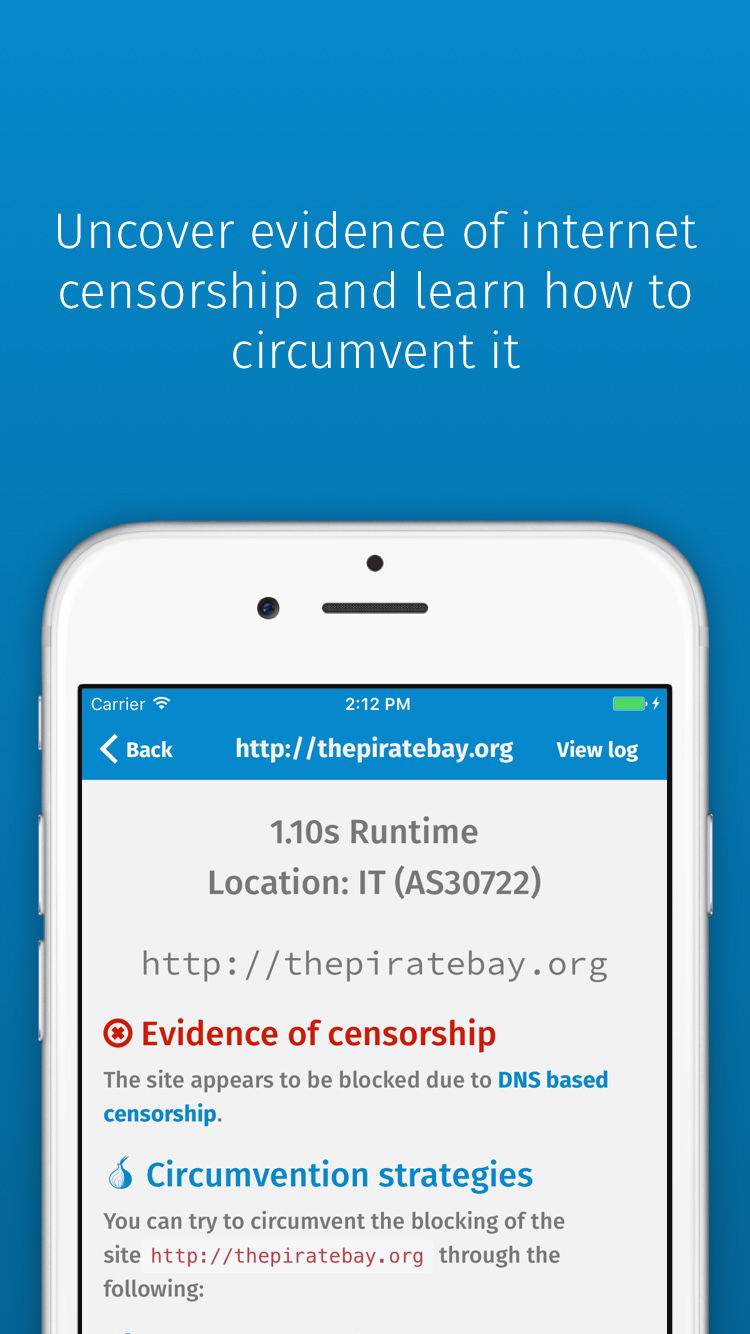 Uncover evidence of internet
censorship and learn how to
circumvent it
Carrier 2:12 PM
Back http://thepiratebay.org View log
1.10s Runtime
Location: IT (AS30722)
http://thepiratebay.org
Evidence of censorship
The site appears to be blocked due to DNS based
censorship.
Circumvention strategies
You can try to circumvent the blocking of the
site http://thepiratebay.org through the
following: